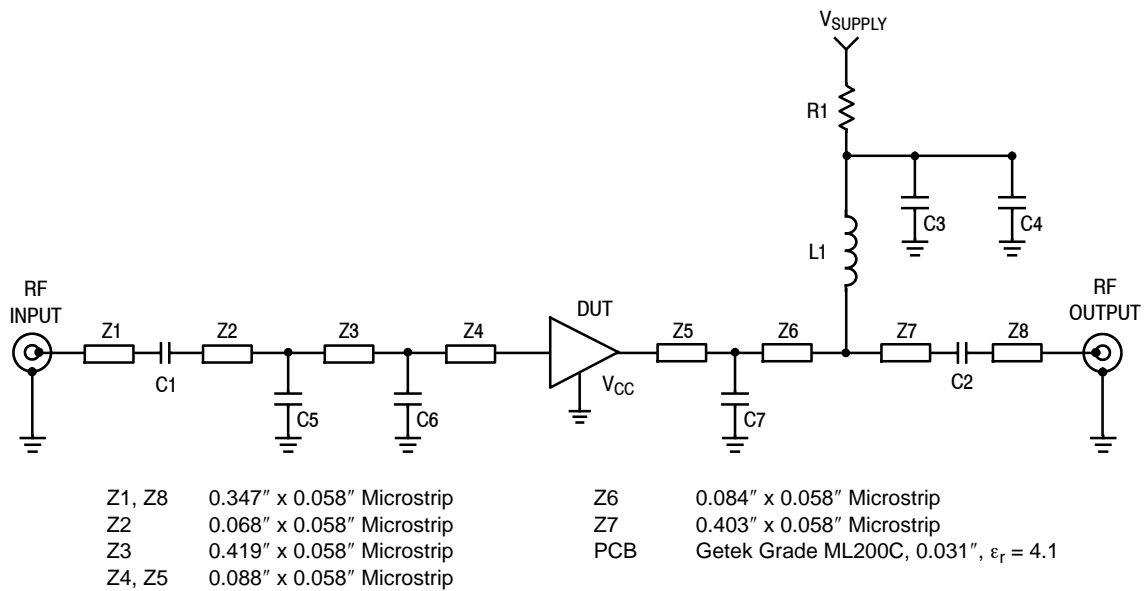 V_SUPPLY
R1
C3
C4
L1
RF
INPUT
RF
OUTPUT
DUT
Z1
Z2
Z3
Z4
Z5
Z6
Z7
Z8
C1
C2
V_CC
C5
C6
C7
Z1, Z8 0.347″ x 0.058″ Microstrip
Z2 0.068″ x 0.058″ Microstrip
Z3 0.419″ x 0.058″ Microstrip
Z4, Z5 0.088″ x 0.058″ Microstrip
Z6 0.084″ x 0.058″ Microstrip
Z7 0.403″ x 0.058″ Microstrip
PCB Getek Grade ML200C, 0.031″, ε_r = 4.1